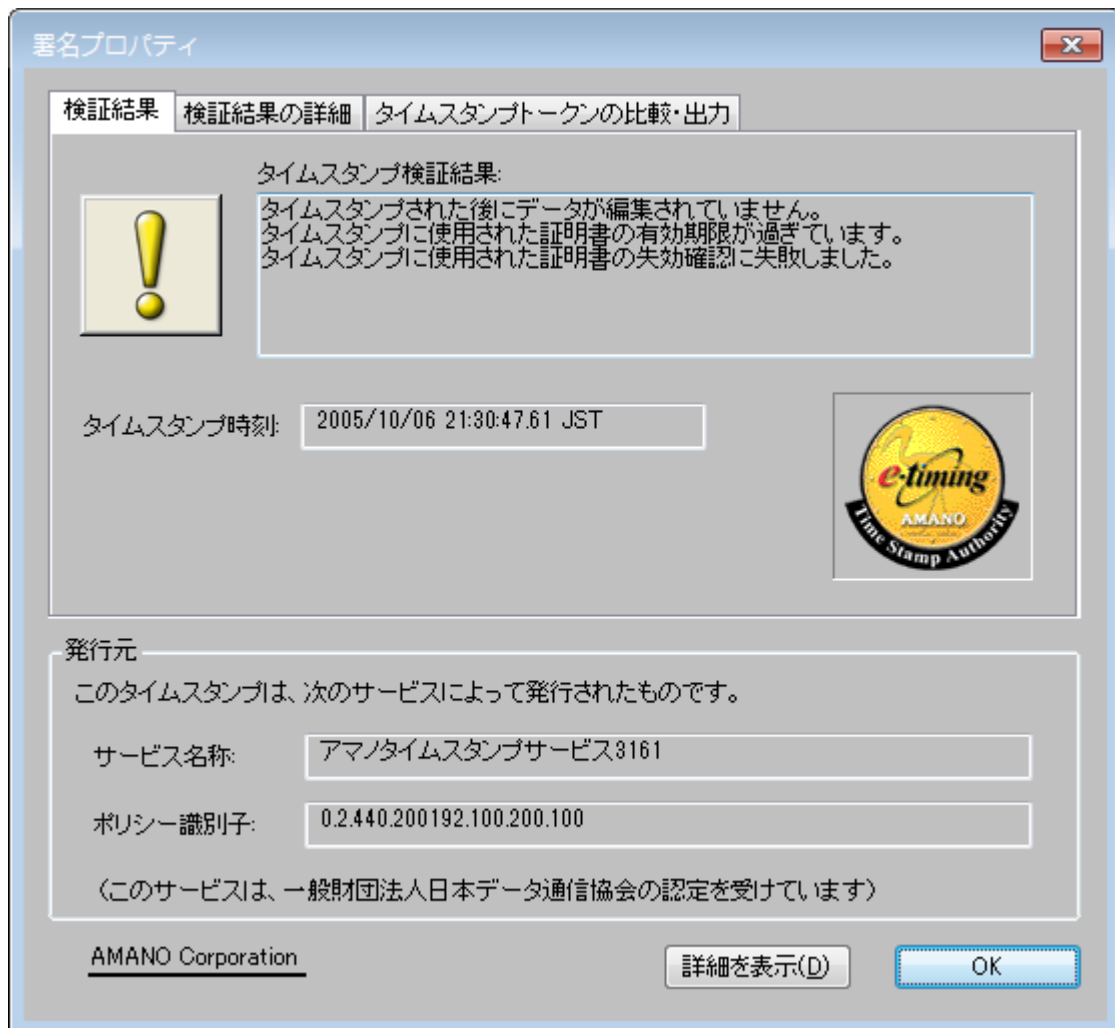 署名プロパティ
検証結果
検証結果の詳細
タイムスタンプトークンの比較・出力
タイムスタンプ検証結果:
タイムスタンプされた後にデータが編集されていません。
タイムスタンプに使用された証明書の有効期限が過ぎています。
タイムスタンプに使用された証明書の失効確認に失敗しました。
タイムスタンプ時刻:
2005/10/06 21:30:47.61 JST
e-timing
AMANO
Time Stamp Authority
発行元
このタイムスタンプは、次のサービスによって発行されたものです。
サービス名称:
アマノタイムスタンプサービス3161
ポリシー識別子:
0.2.440.200192.100.200.100
（このサービスは、一般財団法人日本データ通信協会の認定を受けています）
AMANO Corporation
詳細を表示(D)
OK